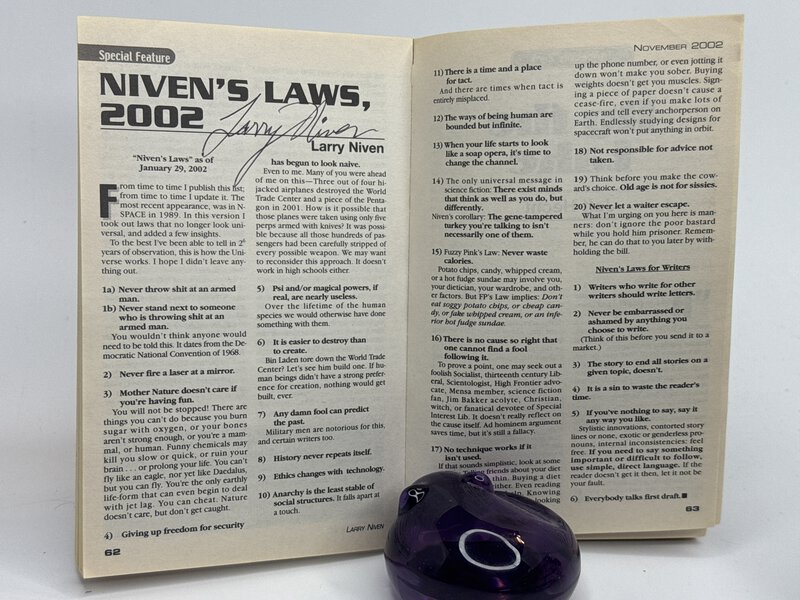 Special Feature
NIVEN'S LAWS,
2002
Larry Niven
Larry Niven
"Niven's Laws" as of
January 29, 2002
From time to time I publish this list;
from time to time I update it. The
most recent appearance, was in N-
SPACE in 1989. In this version I
took out laws that no longer look uni-
versal, and added a few insights.
To the best I've been able to tell in 2⁶
years of observation, this is how the Uni-
verse works. I hope I didn't leave any-
thing out.
1a) Never throw shit at an armed
man.
1b) Never stand next to someone
who is throwing shit at an
armed man.
You wouldn't think anyone would
need to be told this. It dates from the De-
mocratic National Convention of 1968.
2) Never fire a laser at a mirror.
3) Mother Nature doesn't care if
you're having fun.
You will not be stopped! There are
things you can't do because you burn
sugar with oxygen, or your bones
aren't strong enough, or you're a mam-
mal, or human. Funny chemicals may
kill you slow or quick, or ruin your
brain . . . or prolong your life. You can't
fly like an eagle, nor yet like Daedalus,
but you can fly. You're the only earthly
life-form that can even begin to deal
with jet lag. You can cheat. Nature
doesn't care, but don't get caught.
4) Giving up freedom for security
62
has begun to look naive.
Even to me. Many of you were ahead
of me on this—Three out of four hi-
jacked airplanes destroyed the World
Trade Center and a piece of the Penta-
gon in 2001. How is it possible that
those planes were taken using only five
perps armed with knives? It was possi-
ble because all those hundreds of pas-
sengers had been carefully stripped of
every possible weapon. We may want
to reconsider this approach. It doesn't
work in high schools either.
5) Psi and/or magical powers, if
real, are nearly useless.
Over the lifetime of the human
species we would otherwise have done
something with them.
6) It is easier to destroy than
to create.
Bin Laden tore down the World Trade
Center? Let's see him build one. If hu-
man beings didn't have a strong prefer-
ence for creation, nothing would get
built, ever.
7) Any damn fool can predict
the past.
Military men are notorious for this,
and certain writers too.
8) History never repeats itself.
9) Ethics changes with technology.
10) Anarchy is the least stable of
social structures. It falls apart at
a touch.
LARRY NIVEN
NOVEMBER 2002
11) There is a time and a place
for tact.
And there are times when tact is
entirely misplaced.
12) The ways of being human are
bounded but infinite.
13) When your life starts to look
like a soap opera, it's time to
change the channel.
14) The only universal message in
science fiction: There exist minds
that think as well as you do, but
differently.
Niven's corollary: The gene-tampered
turkey you're talking to isn't
necessarily one of them.
15) Fuzzy Pink's Law: Never waste
calories.
Potato chips, candy, whipped cream,
or a hot fudge sundae may involve you,
your dietician, your wardrobe, and oth-
er factors. But FP's Law implies: Don't
eat soggy potato chips, or cheap can-
dy, or fake whipped cream, or an infe-
rior bot fudge sundae.
16) There is no cause so right that
one cannot find a fool
following it.
To prove a point, one may seek out a
foolish Socialist, thirteenth century Lib-
eral, Scientologist, High Frontier advo-
cate, Mensa member, science fiction
fan, Jim Bakker acolyte, Christian,
witch, or fanatical devotee of Special
Interest Lib. It doesn't really reflect on
the cause itself. Ad hominem argument
saves time, but it's still a fallacy.
17) No technique works if it
isn't used.
If that sounds simplistic, look at some
friends about your diet
thin. Buying a diet
either. Even reading
help. Knowing
looking
up the phone number, or even jotting it
down won't make you sober. Buying
weights doesn't get you muscles. Sign-
ing a piece of paper doesn't cause a
cease-fire, even if you make lots of
copies and tell every anchorperson on
Earth. Endlessly studying designs for
spacecraft won't put anything in orbit.
18) Not responsible for advice not
taken.
19) Think before you make the cow-
ard's choice. Old age is not for sissies.
20) Never let a waiter escape.
What I'm urging on you here is man-
ners: don't ignore the poor bastard
while you hold him prisoner. Remem-
ber, he can do that to you later by with-
holding the bill.
Niven's Laws for Writers
1) Writers who write for other
writers should write letters.
2) Never be embarrassed or
ashamed by anything you
choose to write.
(Think of this before you send it to a
market.)
3) The story to end all stories on a
given topic, doesn't.
4) It is a sin to waste the reader's
time.
5) If you've nothing to say, say it
any way you like.
Stylistic innovations, contorted story
lines or none, exotic or genderless pro-
nouns, internal inconsistencies: feel
free. If you need to say something
important or difficult to follow,
use simple, direct language. If the
reader doesn't get it then, let it not be
your fault.
6) Everybody talks first draft.■
63